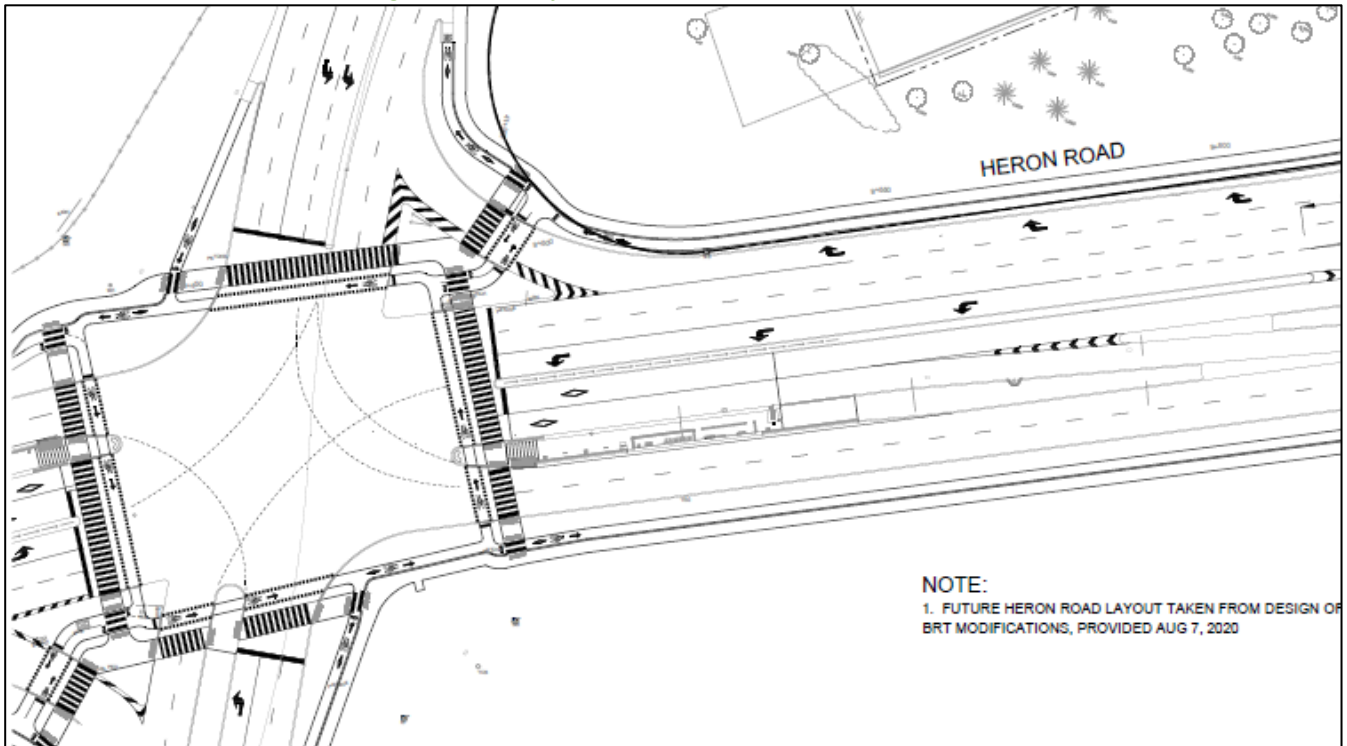 HERON ROAD
NOTE:
1. FUTURE HERON ROAD LAYOUT TAKEN FROM DESIGN OF
BRT MODIFICATIONS, PROVIDED AUG 7, 2020